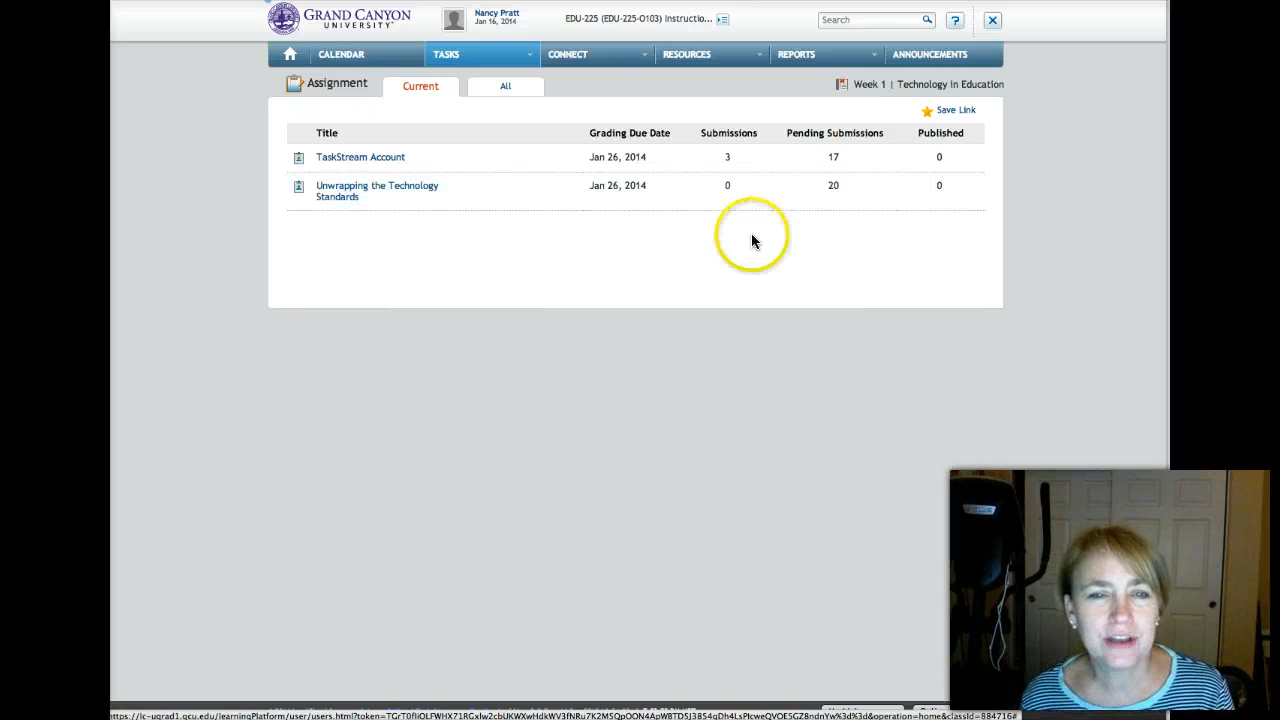 GRAND CANYON
UNIVERSITY
Nancy Pratt
Jan 16, 2014
EDU-225 (EDU-225-O103) Instructio...
Search
?
CALENDAR
TASKS
CONNECT
RESOURCES
REPORTS
ANNOUNCEMENTS
Assignment
Current
All
Week 1 | Technology in Education
Save Link
Title Grading Due Date Submissions Pending Submissions Published
TaskStream Account Jan 26, 2014 3 17 0
Unwrapping the Technology Jan 26, 2014 0 20 0
Standards